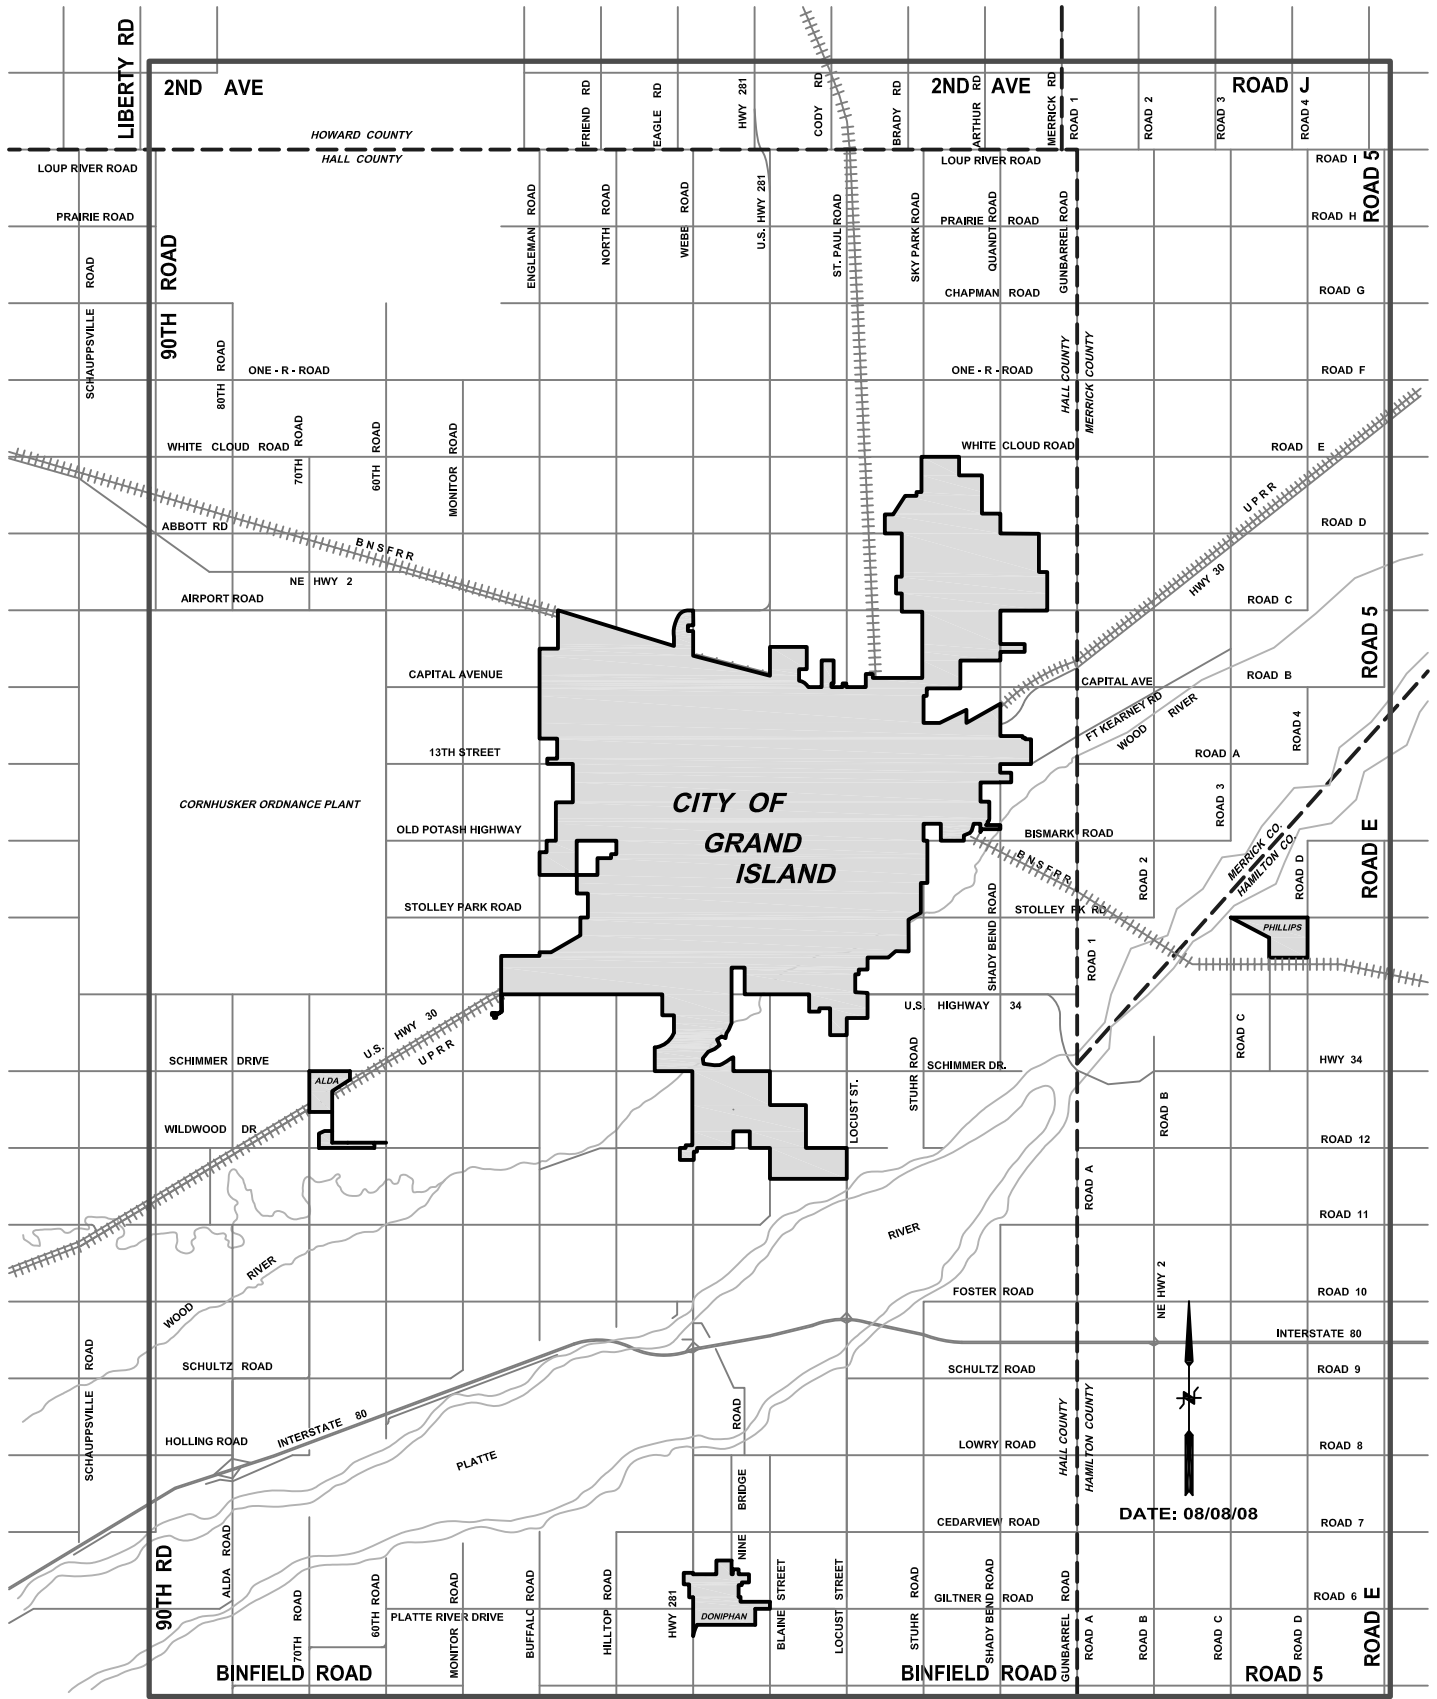 LIBERTY RD
2ND AVE
2ND AVE
ROAD J
FRIEND RD
EAGLE RD
HWY 281
CODY RD
BRADY RD
ARTHUR RD
MERRICK RD
ROAD 1
ROAD 2
ROAD 3
ROAD 4
HOWARD COUNTY
HALL COUNTY
LOUP RIVER ROAD
LOUP RIVER ROAD
ROAD I
ROAD 5
PRAIRIE ROAD
PRAIRIE ROAD
ROAD H
ENGLEMAN ROAD
NORTH ROAD
WEBB ROAD
U.S. HWY 281
ST. PAUL ROAD
SKY PARK ROAD
QUANDT ROAD
GUNBARREL ROAD
SCHAUPPSVILLE ROAD
90TH ROAD
80TH ROAD
CHAPMAN ROAD
ROAD G
ONE - R - ROAD
ONE - R - ROAD
HALL COUNTY
MERRICK COUNTY
ROAD F
WHITE CLOUD ROAD
70TH ROAD
60TH ROAD
MONITOR ROAD
WHITE CLOUD ROAD
ROAD E
UPRR
ABBOTT RD
BNSFRR
ROAD D
NE HWY 2
HWY 30
AIRPORT ROAD
ROAD C
ROAD 5
CAPITAL AVENUE
CAPITAL AVE
ROAD B
FT KEARNEY RD
WOOD RIVER
ROAD 4
13TH STREET
ROAD A
CORNHUSKER ORDNANCE PLANT
CITY OF
GRAND
ISLAND
ROAD 3
OLD POTASH HIGHWAY
BISMARK ROAD
BNSFRR
ROAD 2
MERRICK CO.
HAMILTON CO.
ROAD D
ROAD E
STOLLEY PARK ROAD
STOLLEY PK RD
PHILLIPS
SHADY BEND ROAD
ROAD 1
U.S. HIGHWAY 34
U.S. HWY 30
UPRR
ROAD C
SCHIMMER DRIVE
SCHIMMER DR.
HWY 34
ALDA
STUHR ROAD
LOCUST ST.
ROAD B
WILDWOOD DR
ROAD 12
ROAD A
ROAD 11
RIVER
WOOD RIVER
NE HWY 2
FOSTER ROAD
ROAD 10
INTERSTATE 80
SCHULTZ ROAD
SCHULTZ ROAD
ROAD 9
SCHAUPPSVILLE ROAD
HOLLING ROAD
INTERSTATE 80
PLATTE
NINE BRIDGE ROAD
LOWRY ROAD
HALL COUNTY
HAMILTON COUNTY
ROAD 8
DATE: 08/08/08
CEDARVIEW ROAD
ROAD 7
90TH RD
ALDA ROAD
70TH ROAD
60TH ROAD
PLATTE RIVER DRIVE
MONITOR ROAD
BUFFALO ROAD
HILLTOP ROAD
HWY 281
DONIPHAN
BLAINE STREET
LOCUST STREET
STUHR ROAD
GILTNER ROAD
SHADY BEND ROAD
GUNBARREL ROAD
ROAD A
ROAD B
ROAD C
ROAD D
ROAD 6
ROAD E
BINFIELD ROAD
BINFIELD ROAD
ROAD 5